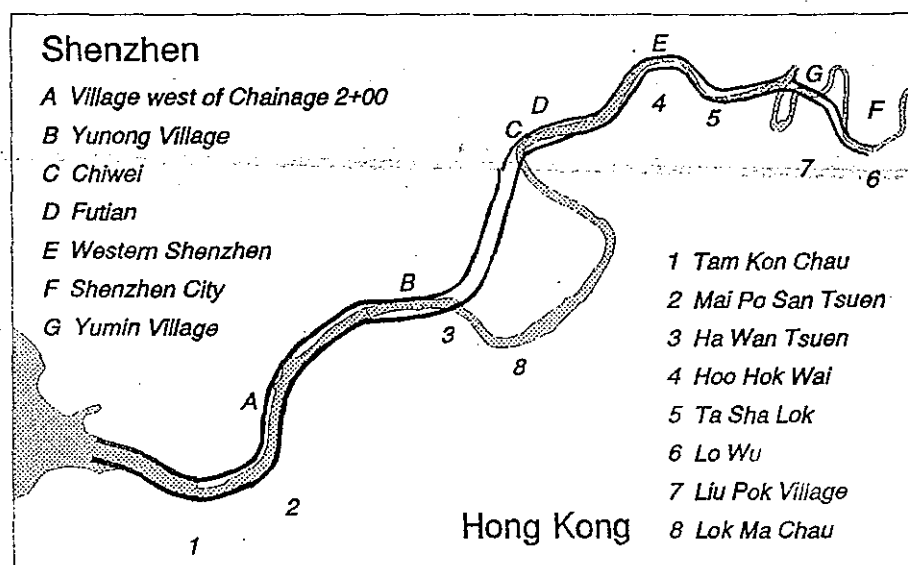 Shenzhen
A Village west of Chainage 2+00
B Yunong Village
C Chiwei
D Futian
E Western Shenzhen
F Shenzhen City
G Yumin Village
E
D
G
C
4
5
F
7
6
B
3
8
A
2
1
1 Tam Kon Chau
2 Mai Po San Tsuen
3 Ha Wan Tsuen
4 Hoo Hok Wai
5 Ta Sha Lok
6 Lo Wu
7 Liu Pok Village
8 Lok Ma Chau
Hong Kong